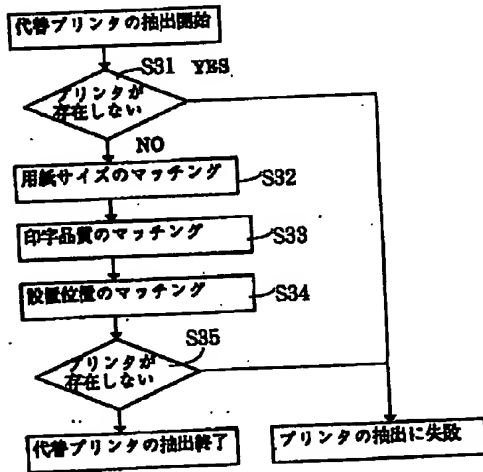 代替プリンタの抽出開始
S31 YES
プリンタが
存在しない
NO
用紙サイズのマッチング
S32
印字品質のマッチング
S33
設置位置のマッチング
S34
S35
プリンタが
存在しない
代替プリンタの抽出終了
プリンタの抽出に失敗